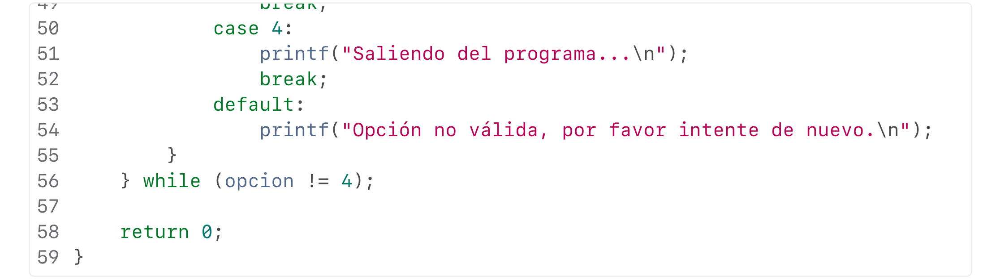 49                 break;
50             case 4:
51                 printf("Saliendo del programa...\n");
52                 break;
53             default:
54                 printf("Opción no válida, por favor intente de nuevo.\n");
55         }
56     } while (opcion != 4);
57
58     return 0;
59 }